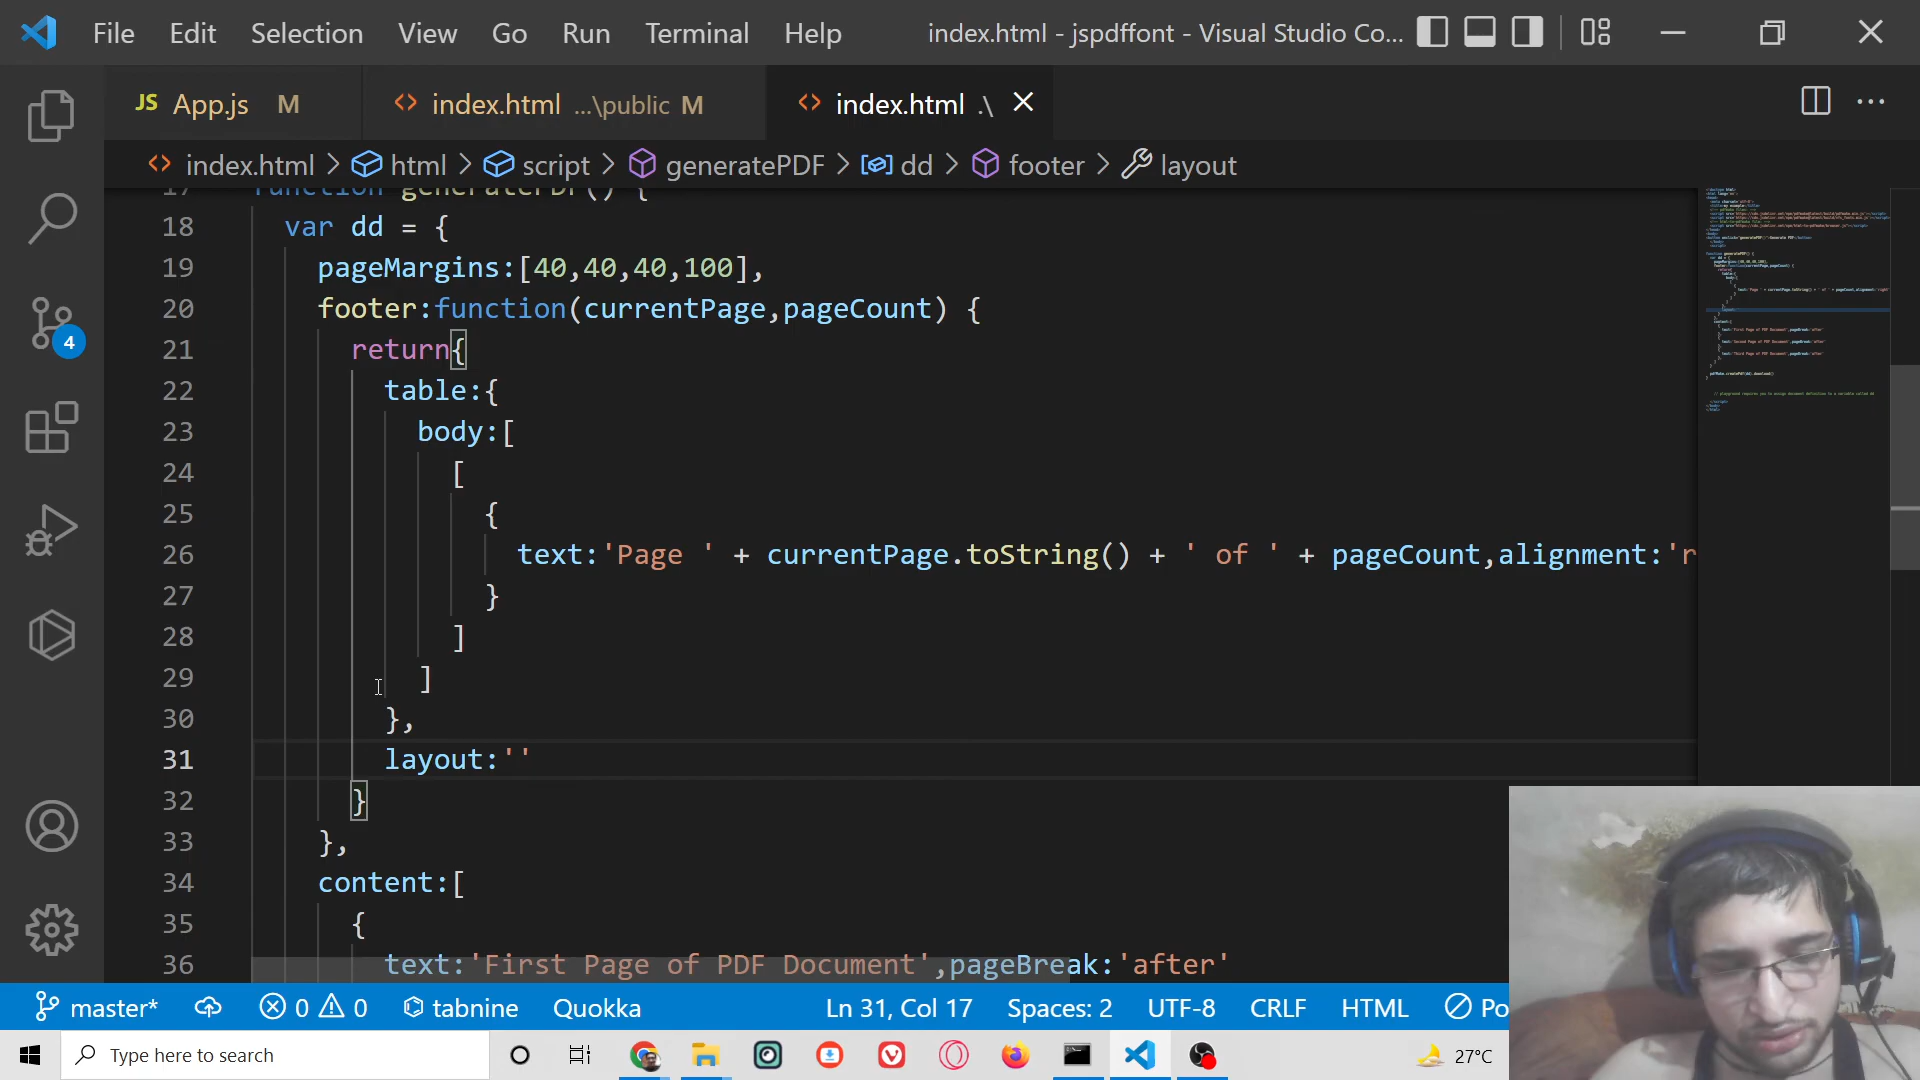 File Edit Selection View Go Run Terminal Help index.html - jspdffont - Visual Studio Co...
JS App.js M index.html ...\public M index.html .\
index.html > html > script > generatePDF > dd > footer > layout
17 function generatePDF() {
18 var dd = {
19 pageMargins:[40,40,40,100],
20 footer:function(currentPage,pageCount) {
21 return{
22 table:{
23 body:[
24 [
25 {
26 text:'Page ' + currentPage.toString() + ' of ' + pageCount,alignment:'r
27 }
28 ]
29 ]
30 },
31 layout:''
32 }
33 },
34 content:[
35 {
36 text:'First Page of PDF Document',pageBreak:'after'
4
master* 0 0 tabnine Quokka Ln 31, Col 17 Spaces: 2 UTF-8 CRLF HTML Po
Type here to search 27°C